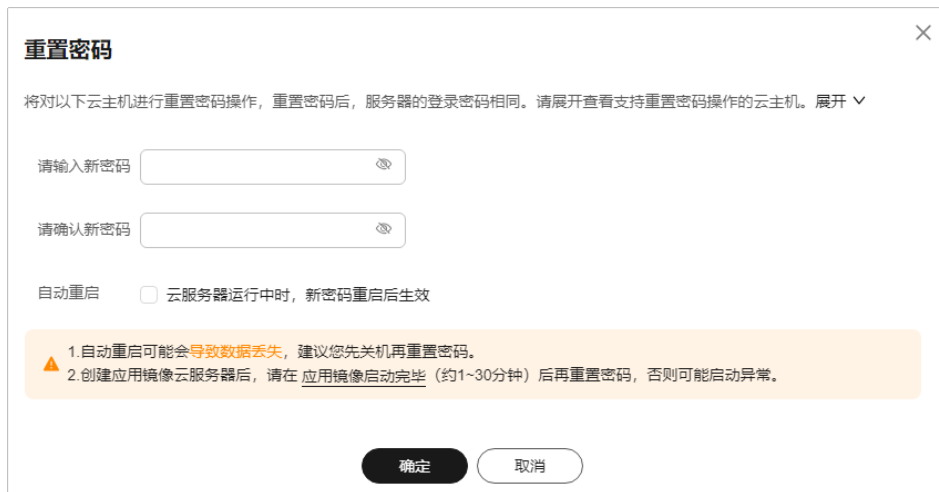 重置密码
将对以下云主机进行重置密码操作，重置密码后，服务器的登录密码相同。请展开查看支持重置密码操作的云主机。展开
请输入新密码
请确认新密码
自动重启 云服务器运行中时，新密码重启后生效
1.自动重启可能会导致数据丢失，建议您先关机再重置密码。
2.创建应用镜像云服务器后，请在 应用镜像启动完毕（约1~30分钟）后再重置密码，否则可能启动异常。
确定 取消